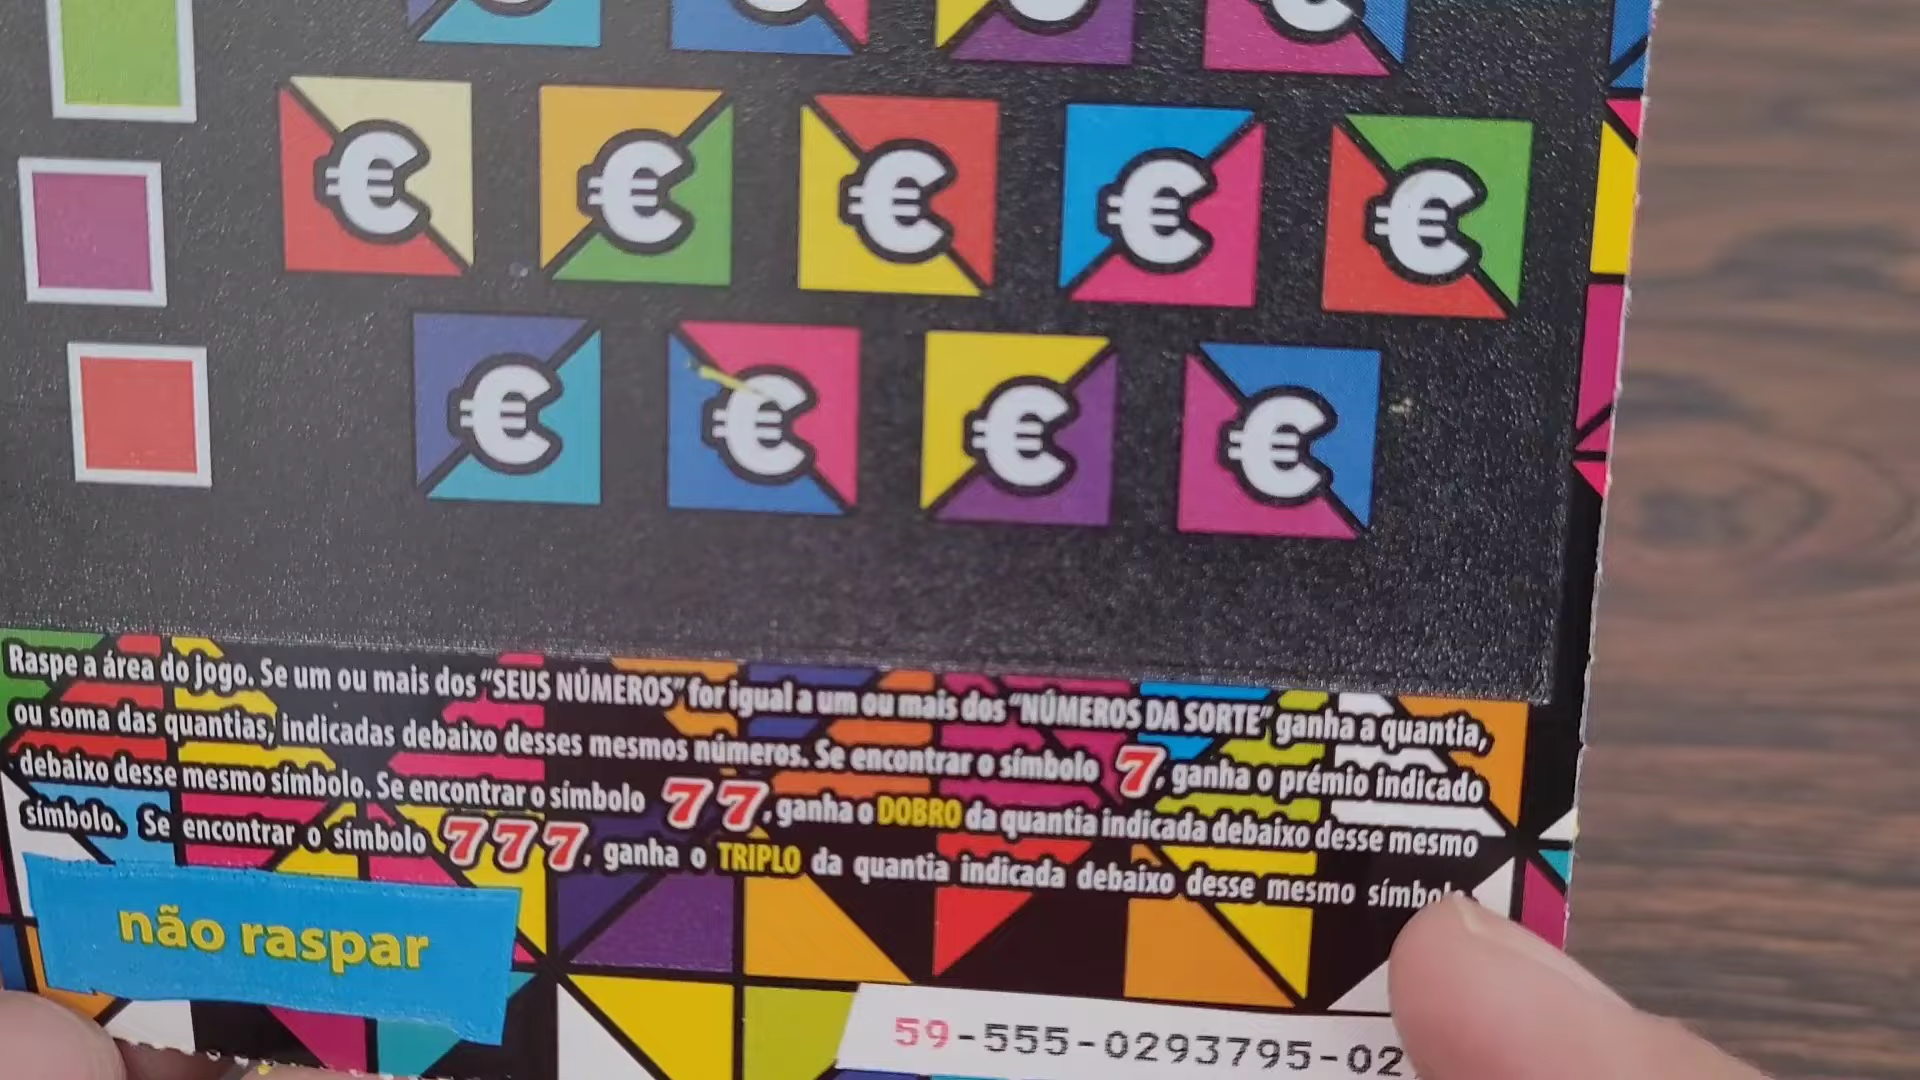 € € € €
€ € € € €
€ € € €
Raspe a área do jogo. Se um ou mais dos “SEUS NÚMEROS” for igual a um ou mais dos “NÚMEROS DA SORTE” ganha a quantia,
ou soma das quantias, indicadas debaixo desses mesmos números. Se encontrar o símbolo 7, ganha o prémio indicado
debaixo desse mesmo símbolo. Se encontrar o símbolo 77, ganha o DOBRO da quantia indicada debaixo desse mesmo
símbolo. Se encontrar o símbolo 777, ganha o TRIPLO da quantia indicada debaixo desse mesmo
não raspar
59-555-0293795-02